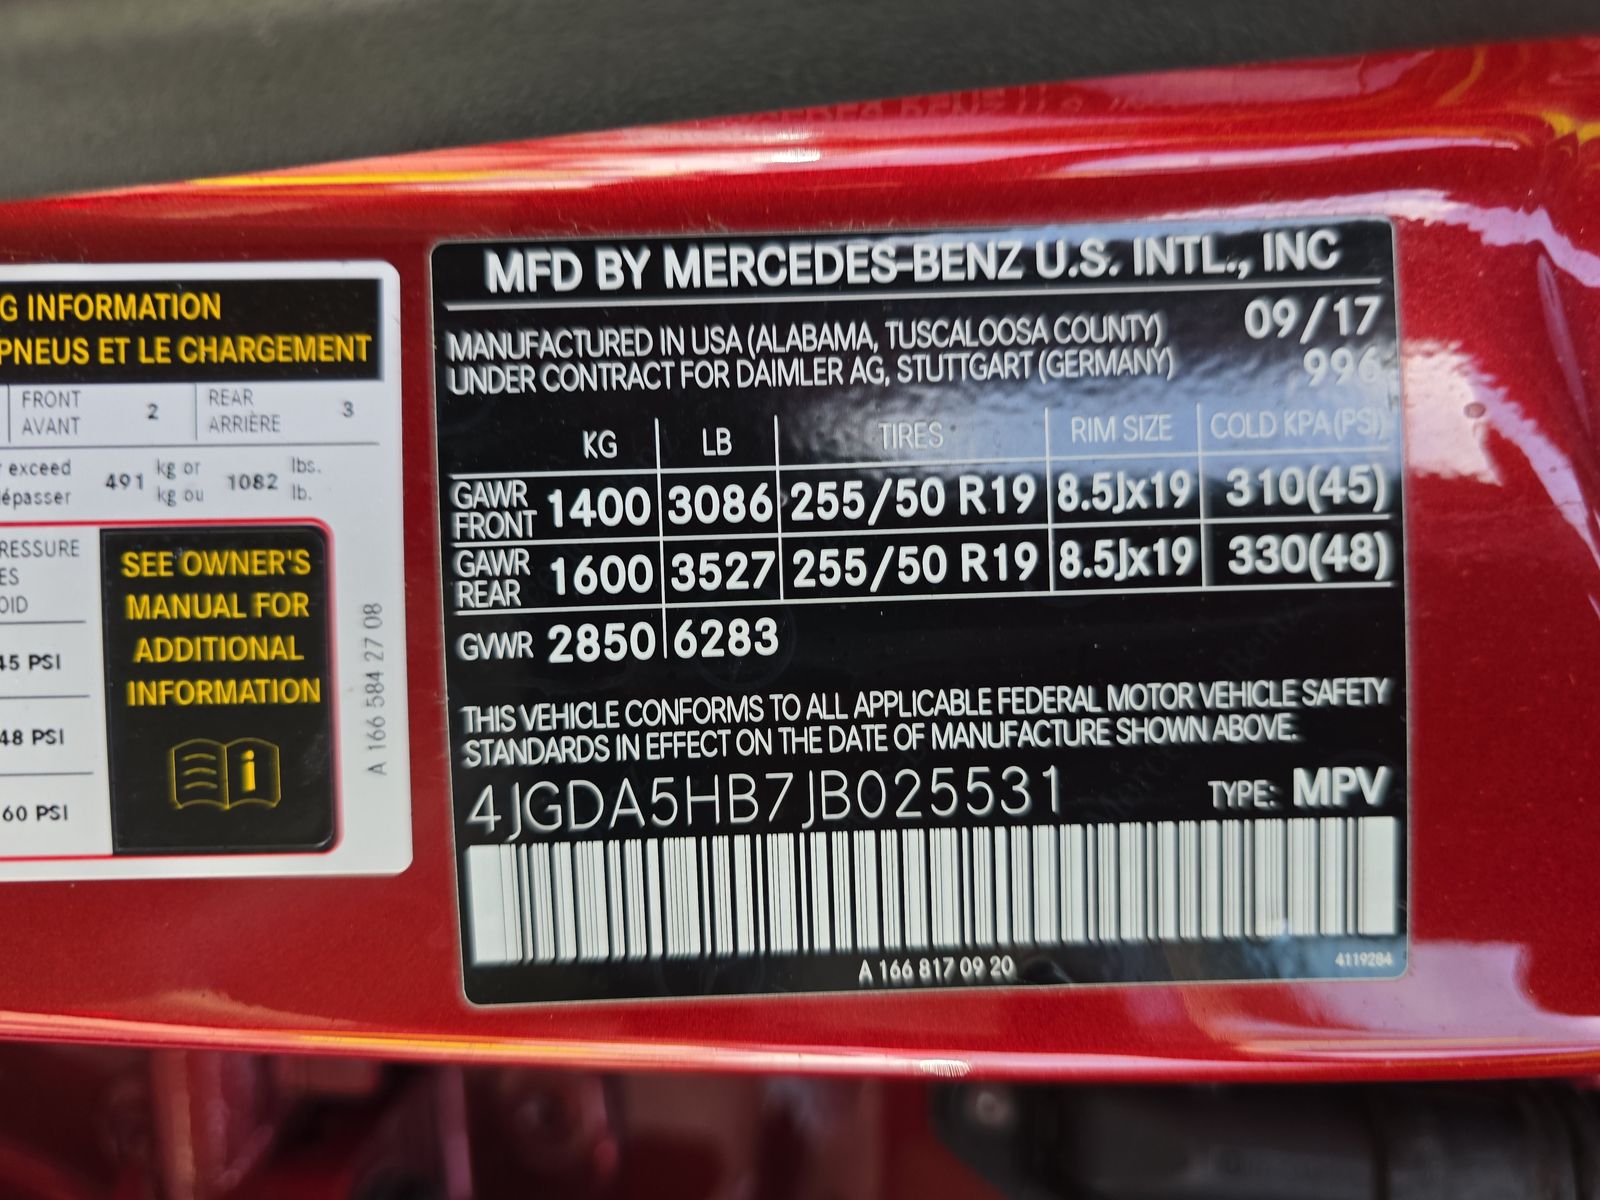 G INFORMATION
PNEUS ET LE CHARGEMENT
FRONT
AVANT
2
REAR
ARRIÈRE
3
exceed
491
kg or
kg ou
1082
lbs.
lb.
SEE OWNER'S
MANUAL FOR
ADDITIONAL
INFORMATION
i
45 PSI
48 PSI
60 PSI
A 166 584 27 08
MFD BY MERCEDES-BENZ U.S. INTL., INC
MANUFACTURED IN USA (ALABAMA, TUSCALOOSA COUNTY) 09/17
UNDER CONTRACT FOR DAIMLER AG, STUTTGART (GERMANY) 996
KG LB TIRES RIM SIZE COLD KPA(PSI)
GAWR FRONT 1400 3086 255/50 R19 8.5Jx19 310(45)
GAWR REAR 1600 3527 255/50 R19 8.5Jx19 330(48)
GVWR 2850 6283
THIS VEHICLE CONFORMS TO ALL APPLICABLE FEDERAL MOTOR VEHICLE SAFETY
STANDARDS IN EFFECT ON THE DATE OF MANUFACTURE SHOWN ABOVE.
4JGDA5HB7JB025531 TYPE: MPV
A 166 817 09 20
4119284